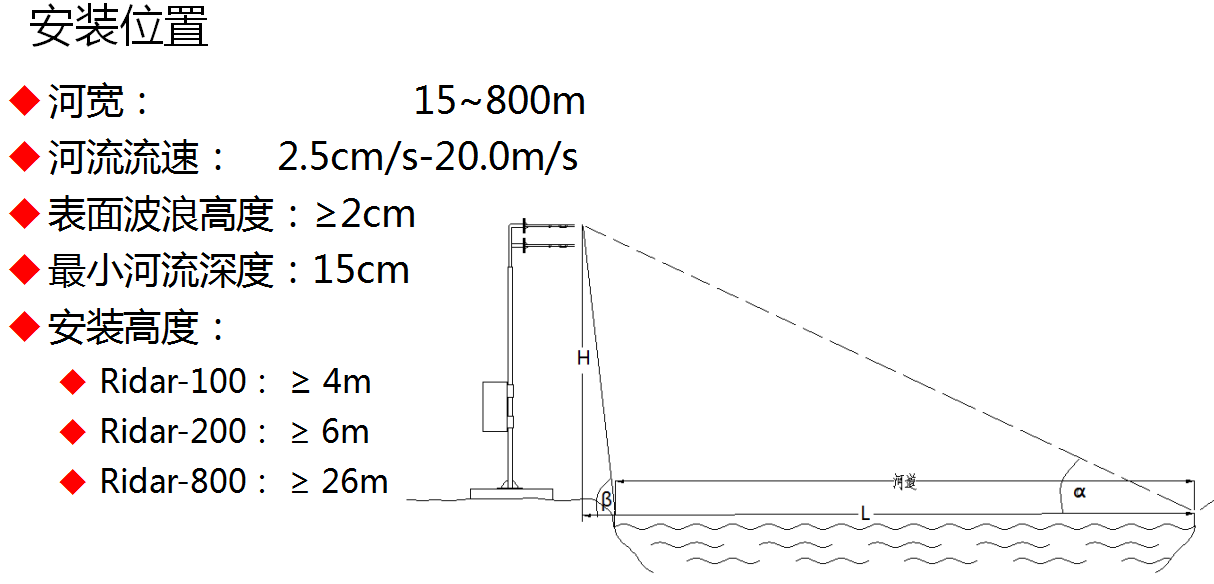 安装位置
河宽： 15~800m
河流流速： 2.5cm/s-20.0m/s
表面波浪高度：≥2cm
最小河流深度：15cm
安装高度：
Ridar-100： ≥ 4m
Ridar-200： ≥ 6m
Ridar-800： ≥ 26m
H
河道
β
α
L